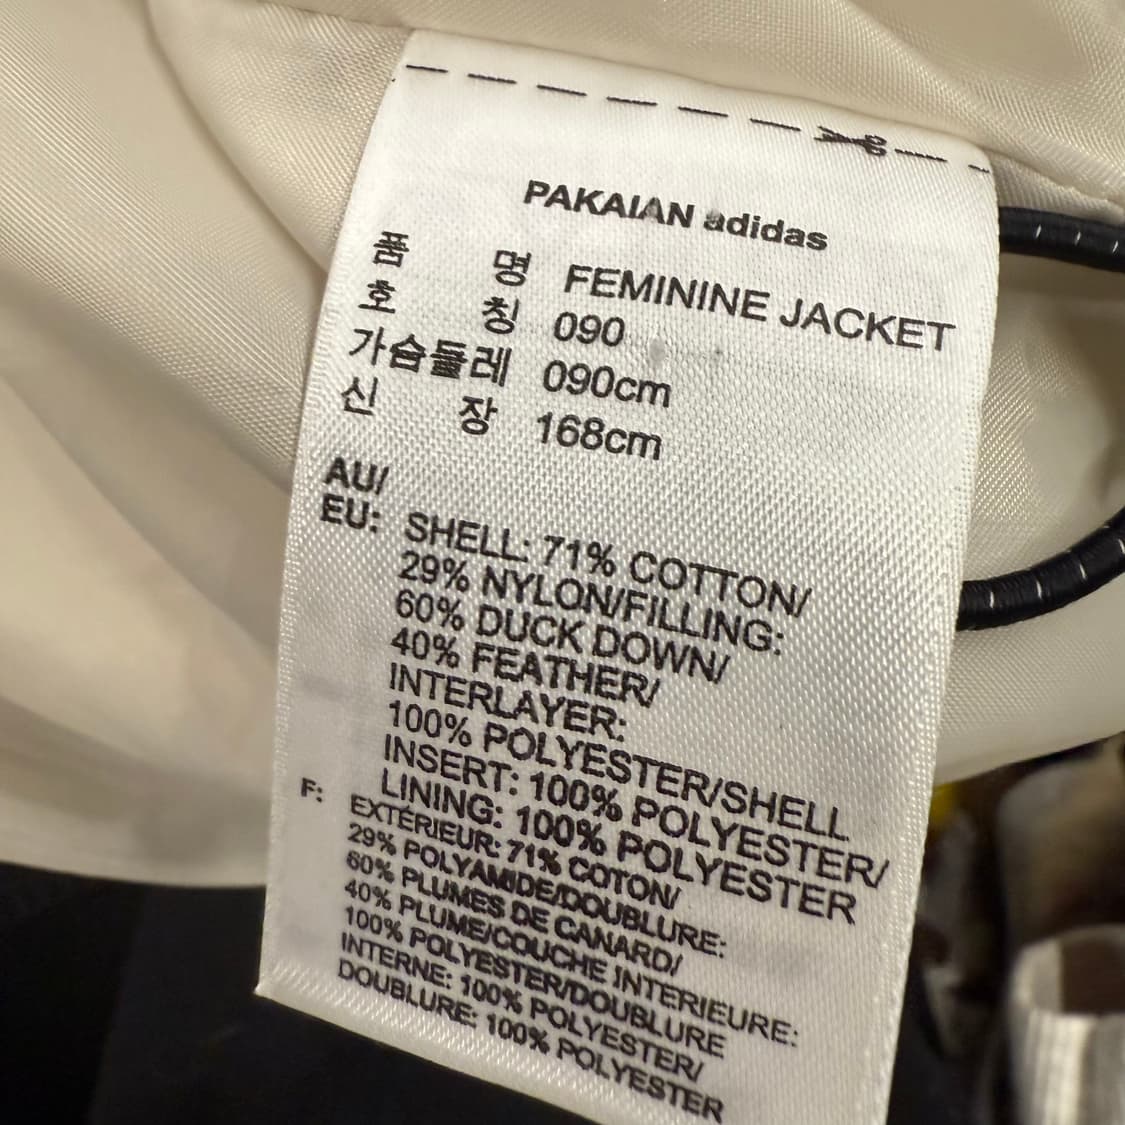 PAKAIAN adidas
품 명 FEMININE JACKET
호 칭 090
가슴둘레 090cm
신 장 168cm
AU/
EU: SHELL: 71% COTTON/
29% NYLON/FILLING:
60% DUCK DOWN/
40% FEATHER/
INTERLAYER:
100% POLYESTER/SHELL
INSERT: 100% POLYESTER/
LINING: 100% POLYESTER
F: EXTÉRIEUR: 71% COTON/
29% POLYAMIDE/DOUBLURE:
60% PLUMES DE CANARD/
40% PLUME/COUCHE INTERIEURE:
100% POLYESTER/DOUBLURE
INTERNE: 100% POLYESTER/
DOUBLURE: 100% POLYESTER